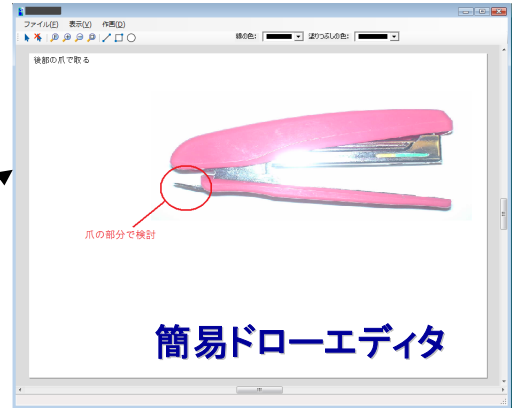 ファイル(F) 表示(V) 作画(D)
線の色: 塗りつぶしの色:
後部の爪で取る
爪の部分で検討
簡易ドローエディタ